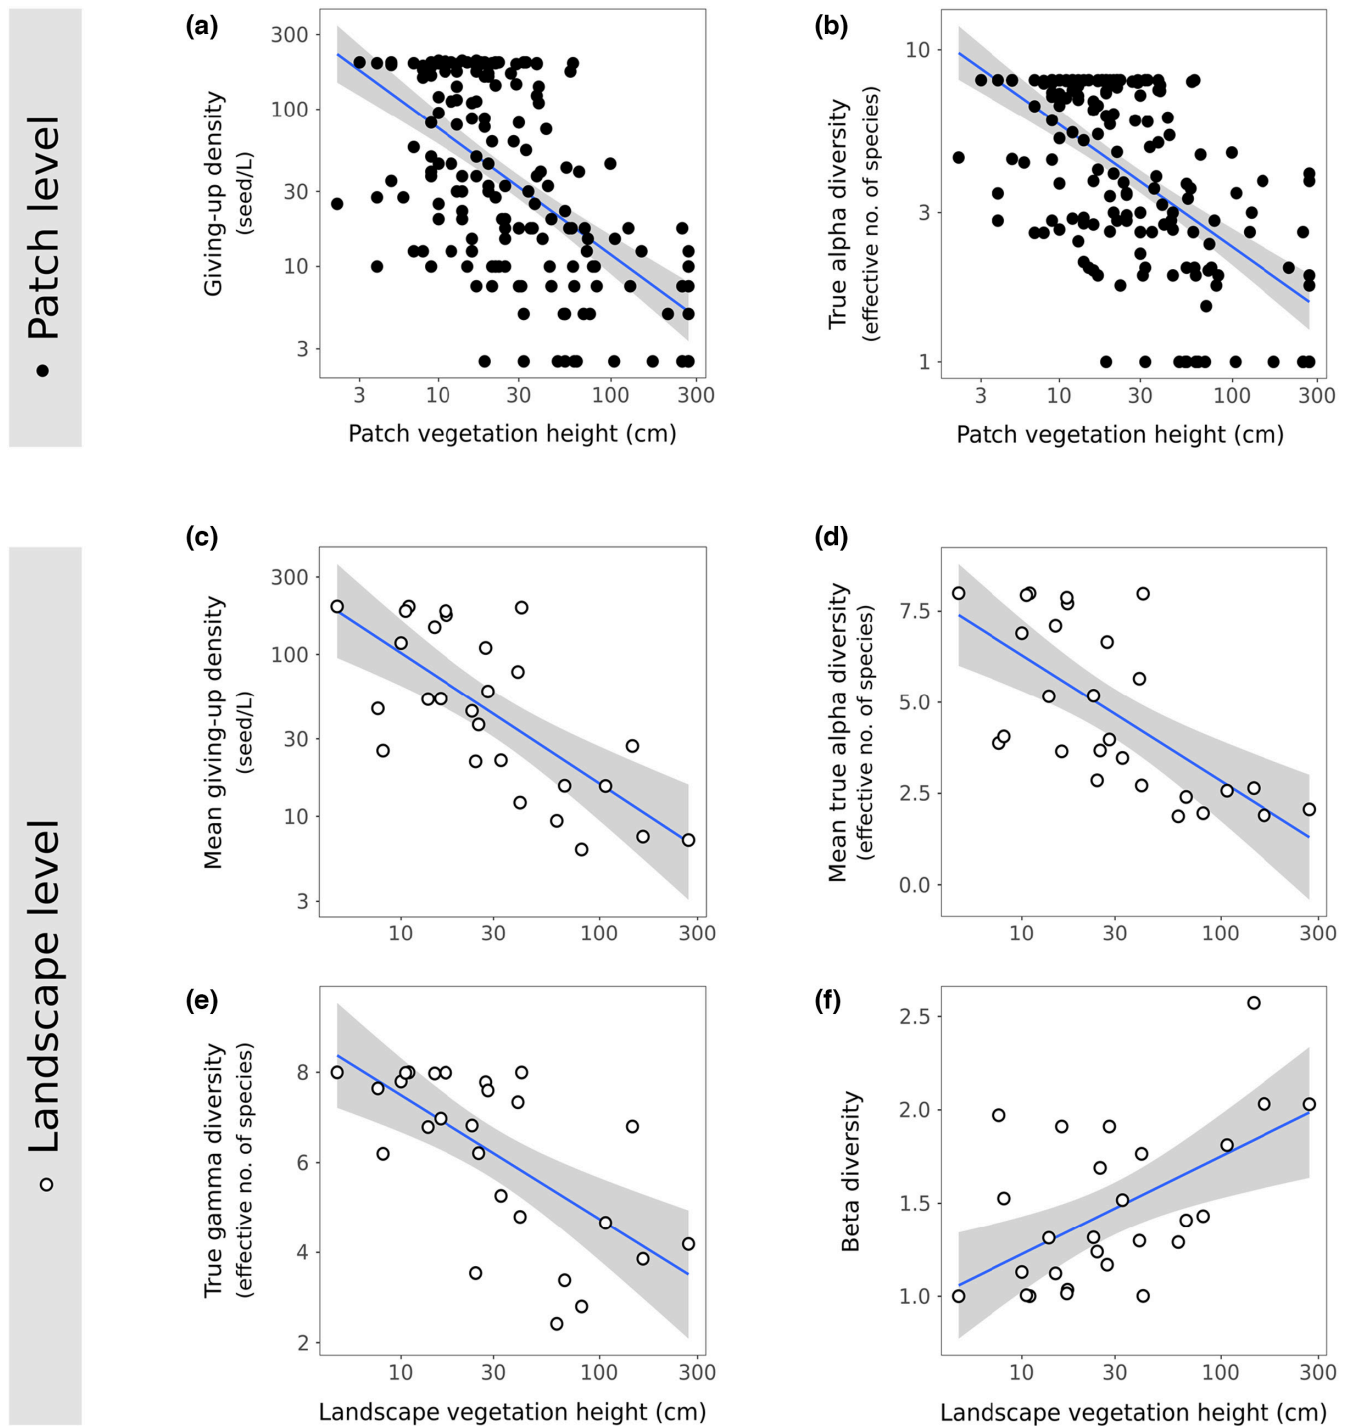 ● Patch level
(a)
Giving-up density
(seed/L)
300
100
30
10
3
3 10 30 100 300
Patch vegetation height (cm)
(b)
True alpha diversity
(effective no. of species)
10
3
1
3 10 30 100 300
Patch vegetation height (cm)
○ Landscape level
(c)
Mean giving-up density
(seed/L)
300
100
30
10
3
10 30 100 300
(d)
Mean true alpha diversity
(effective no. of species)
7.5
5.0
2.5
0.0
10 30 100 300
(e)
True gamma diversity
(effective no. of species)
8
6
4
2
10 30 100 300
Landscape vegetation height (cm)
(f)
Beta diversity
2.5
2.0
1.5
1.0
10 30 100 300
Landscape vegetation height (cm)